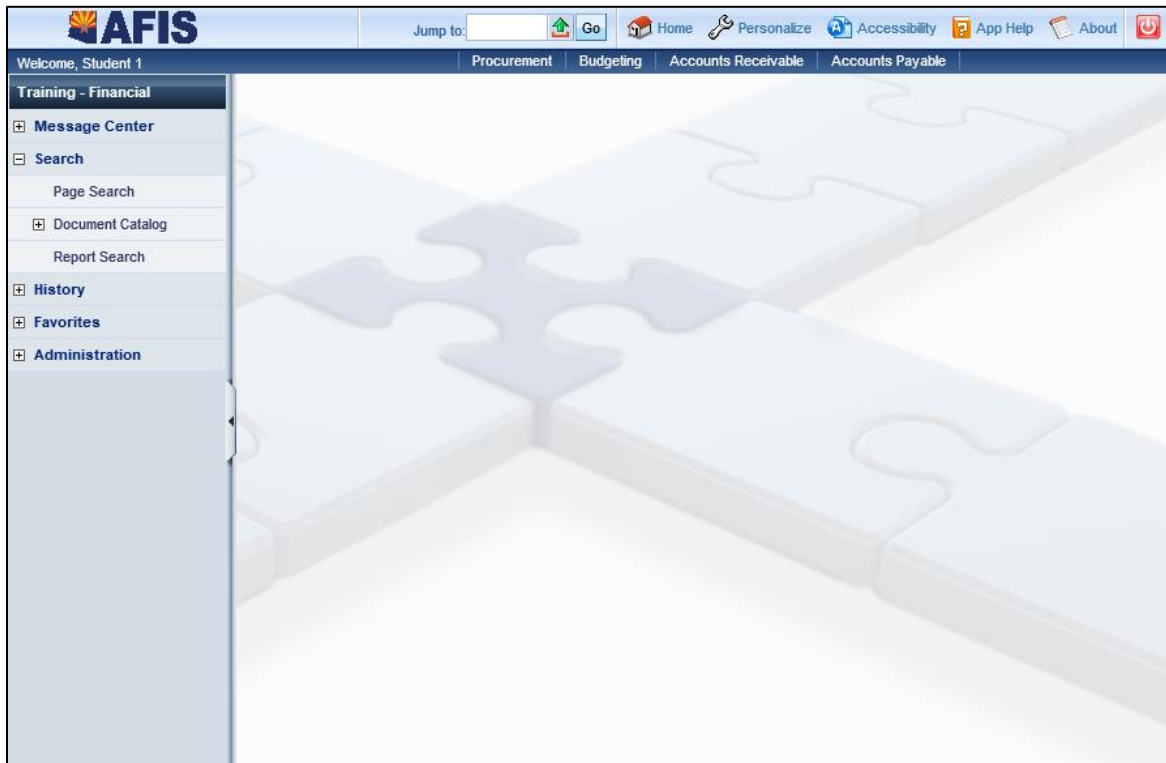 AFIS
Jump to: Go Home Personalize Accessibility App Help About
Welcome, Student 1 Procurement Budgeting Accounts Receivable Accounts Payable
Training - Financial
Message Center
Search
Page Search
Document Catalog
Report Search
History
Favorites
Administration